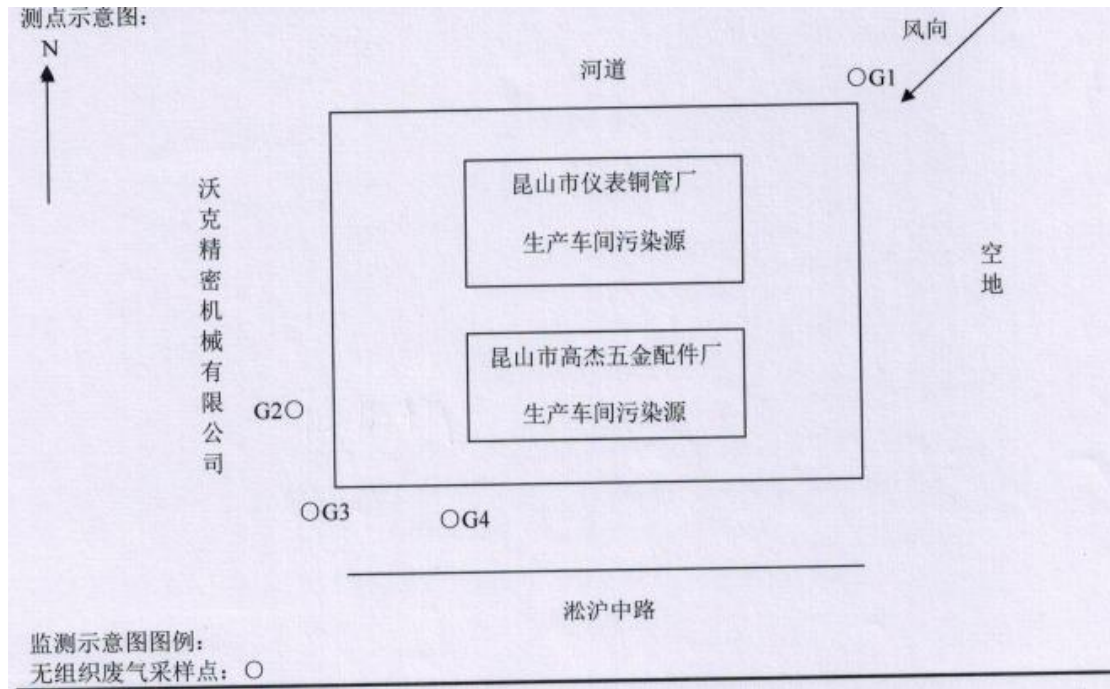 测点示意图：
N
风向
河道
○G1
昆山市仪表铜管厂
生产车间污染源
沃克精密机械有限公司
空地
昆山市高杰五金配件厂
生产车间污染源
G2○
○G3
○G4
淞沪中路
监测示意图图例：
无组织废气采样点：○